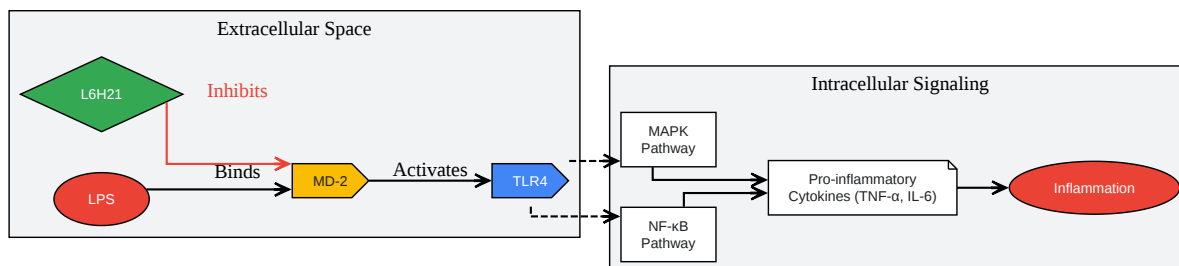 Extracellular Space
L6H21
Inhibits
LPS
Binds
MD-2
Activates
TLR4
Intracellular Signaling
MAPK
Pathway
NF-κB
Pathway
Pro-inflammatory
Cytokines (TNF-α, IL-6)
Inflammation